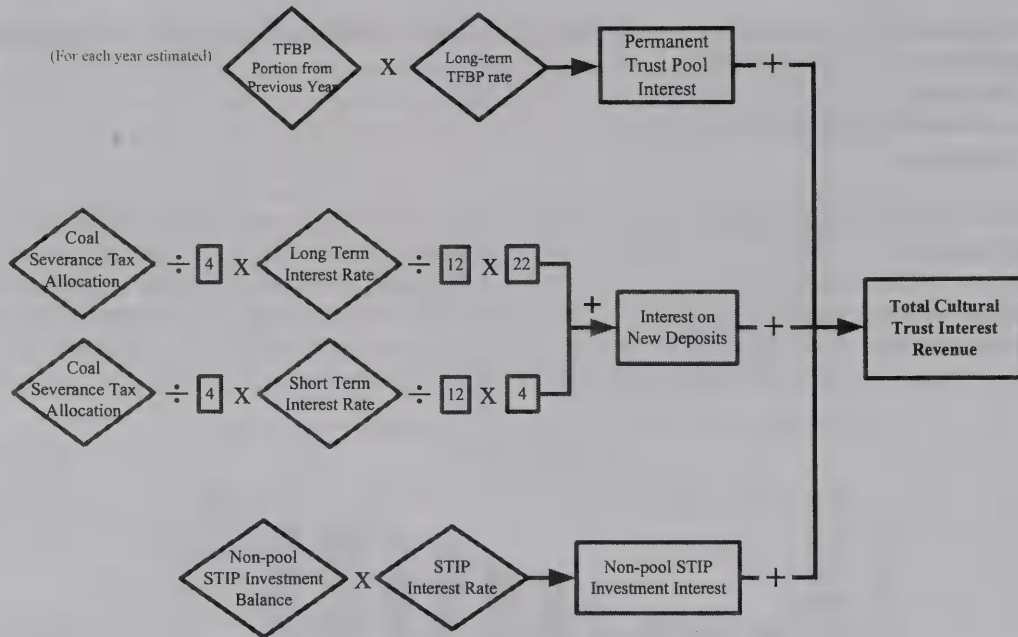 (For each year estimated)
TFBP
Portion from
Previous Year
X
Long-term
TFBP rate
Permanent
Trust Pool
Interest
+
Coal
Severance Tax
Allocation
÷ 4 X
Long Term
Interest Rate
÷ 12 X 22
+
Interest on
New Deposits
+
Total Cultural
Trust Interest
Revenue
Coal
Severance Tax
Allocation
÷ 4 X
Short Term
Interest Rate
÷ 12 X 4
Non-pool
STIP Investment
Balance
X
STIP
Interest Rate
Non-pool STIP
Investment Interest
+